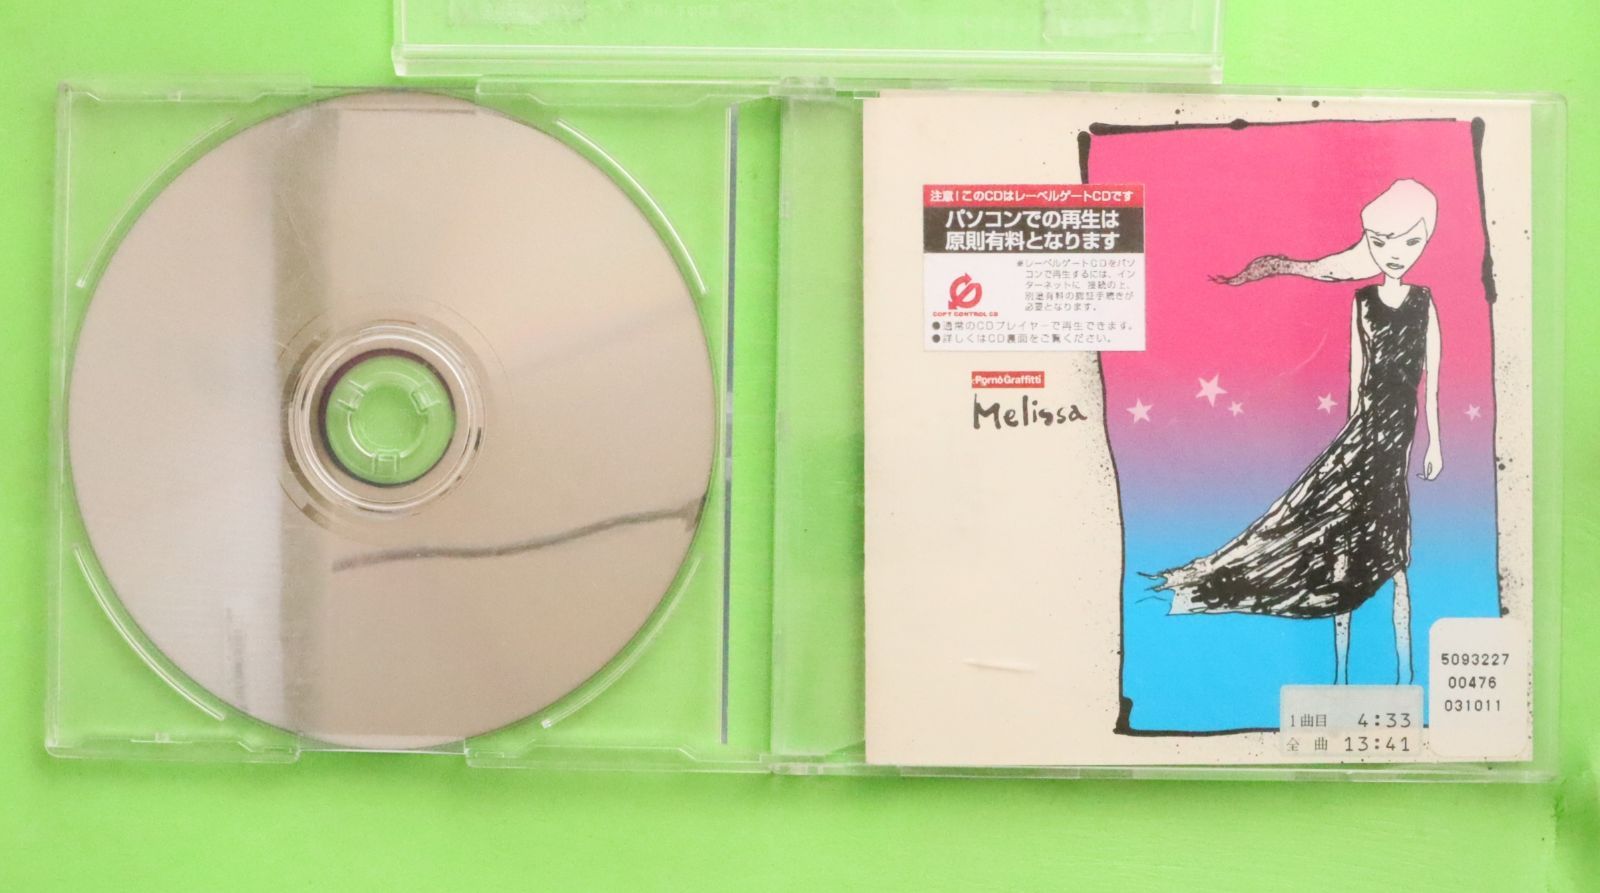 注意!このCDはレーベルゲートCDです
パソコンでの再生は
原則有料となります
※レーベルゲートCDをパソ
コンで再生するには、イン
ターネットに接続の上、
別途有料の認証手続きが
必要となります。
COPY CONTROL CD
●通常のCDプレイヤーで再生できます。
●詳しくはCD裏面をご覧ください。
PornoGraffitti
Melissa
5093227
00476
031011
1曲目 4:33
全 曲 13:41